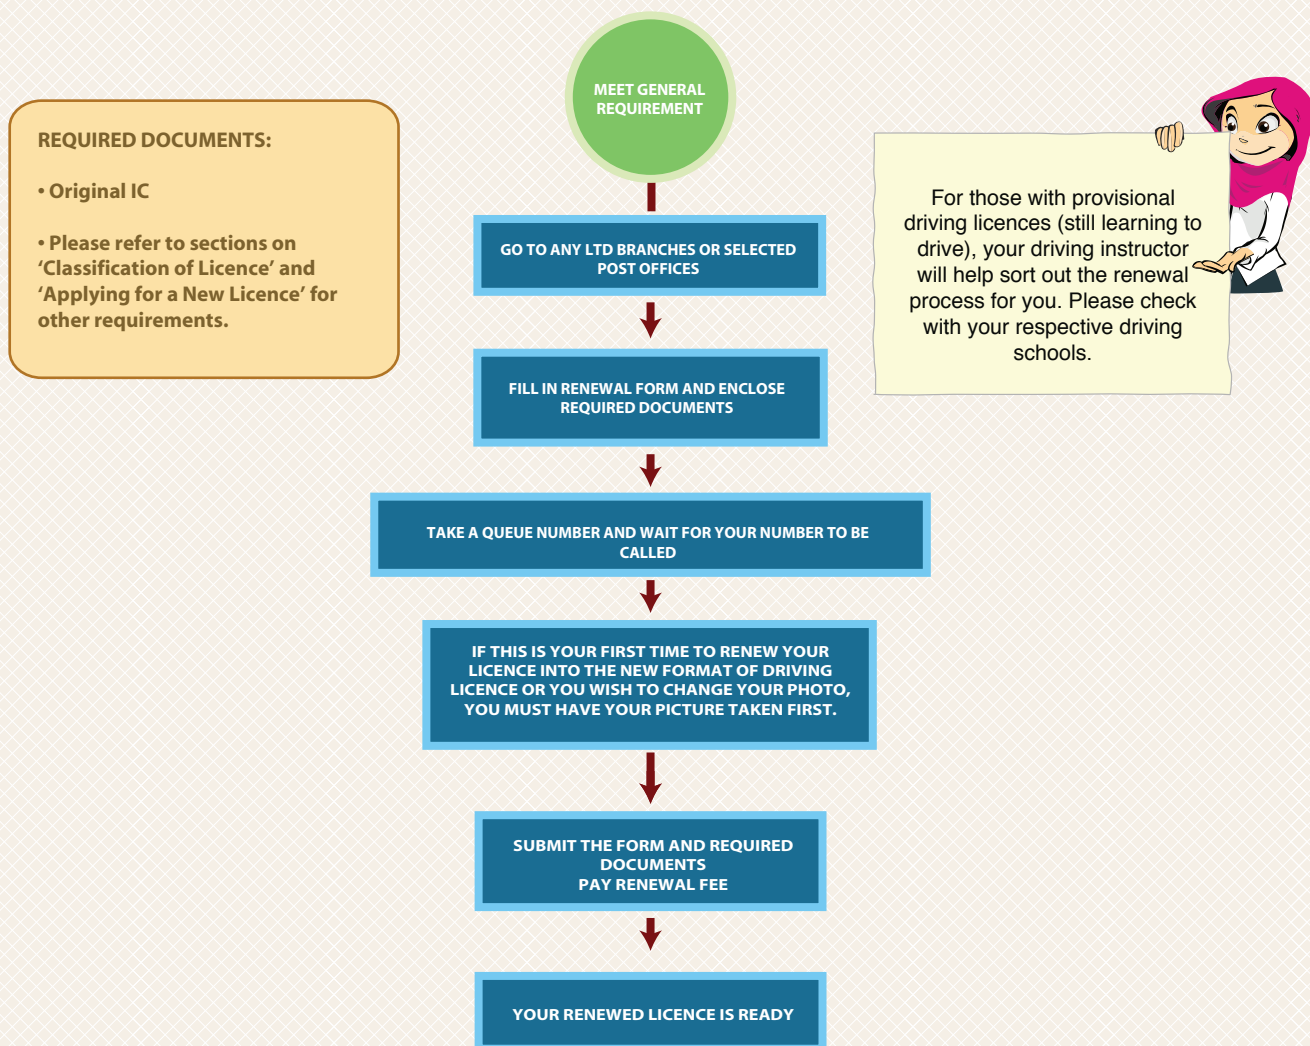 MEET GENERAL
REQUIREMENT
REQUIRED DOCUMENTS:
• Original IC
• Please refer to sections on
‘Classification of Licence’ and
‘Applying for a New Licence’ for
other requirements.
For those with provisional
driving licences (still learning to
drive), your driving instructor
will help sort out the renewal
process for you. Please check
with your respective driving
schools.
GO TO ANY LTD BRANCHES OR SELECTED
POST OFFICES
FILL IN RENEWAL FORM AND ENCLOSE
REQUIRED DOCUMENTS
TAKE A QUEUE NUMBER AND WAIT FOR YOUR NUMBER TO BE
CALLED
IF THIS IS YOUR FIRST TIME TO RENEW YOUR
LICENCE INTO THE NEW FORMAT OF DRIVING
LICENCE OR YOU WISH TO CHANGE YOUR PHOTO,
YOU MUST HAVE YOUR PICTURE TAKEN FIRST.
SUBMIT THE FORM AND REQUIRED
DOCUMENTS
PAY RENEWAL FEE
YOUR RENEWED LICENCE IS READY